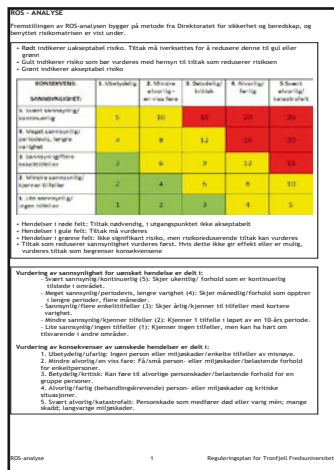 ROS - ANALYSE
Fremstillingen av ROS-analysen bygger på metode fra Direktoratet for sikkerhet og beredskap, og
benyttet risikomatrisen er vist under.
• Rødt indikerer uakseptabel risiko. Tiltak må iverksettes for å redusere denne til gul eller
grønn
• Gult indikerer risiko som bør vurderes med hensyn til tiltak som reduserer risikoen
• Grønt indikerer akseptabel risiko
KONSEKVENS: 1. Ubetydelig 2. Mindre 3. Betydelig/ 4. Alvorlig/ 5.Svært
alvorlig- kritisk farlig alvorlig/
SANNSYNLIGHET: en viss fare katastrofalt
5. Svært sannsynlig/
kontinuerlig 5 10 15 20 25
4. Meget sannsynlig/
periodevis, lengre
varighet 4 8 12 16 20
3. Sannsynlig/flere
enkelttilfeller 3 6 9 12 15
2. Mindre sannsynlig/
kjenner tilfeller 2 4 6 8 10
1. Lite sannsynlig/
ingen tilfeller 1 2 3 4 5
• Hendelser i røde felt: Tiltak nødvendig, i utgangspunktet ikke akseptabelt
• Hendelser i gule felt: Tiltak må vurderes
• Hendelser i grønne felt: Ikke signifikant risiko, men risikoreduserende tiltak kan vurderes
• Tiltak som reduserer sannsynlighet vurderes først. Hvis dette ikke gir effekt eller er mulig,
vurderes tiltak som begrenser konsekvensene
Vurdering av sannsynlighet for uønsket hendelse er delt i:
- Svært sannsynlig/kontinuerlig (5): Skjer ukentlig/ forhold som er kontinuerlig
tilstede i området.
- Meget sannsynlig/periodevis, lengre varighet (4): Skjer månedlig/forhold som opptrer
i lengre perioder, flere måneder.
- Sannsynlig/flere enkelttilfeller (3): Skjer årlig/kjenner til tilfeller med kortere
varighet.
- Mindre sannsynlig/kjenner tilfeller (2): Kjenner 1 tilfelle i løpet av en 10-års periode.
- Lite sannsynlig/ingen tilfeller (1): Kjenner ingen tilfeller, men kan ha hørt om
tilsvarende i andre områder.
Vurdering av konsekvenser av uønskede hendelser er delt i:
1. Ubetydelig/ufarlig: Ingen person eller miljøskader/enkelte tilfeller av misnøye.
2. Mindre alvorlig/en viss fare: Få/små person- eller miljøskader/belastende forhold
for enkeltpersoner.
3. Betydelig/kritisk: Kan føre til alvorlige personskader/belastende forhold for en
gruppe personer.
4. Alvorlig/farlig (behandlingskrevende) person- eller miljøskader og kritiske
situasjoner.
5. Svært alvorlig/katastrofalt: Personskade som medfører død eller varig mén; mange
skadd; langvarige miljøskader.
ROS-analyse 1 Reguleringsplan for Tronfjell Fredsuniversitet